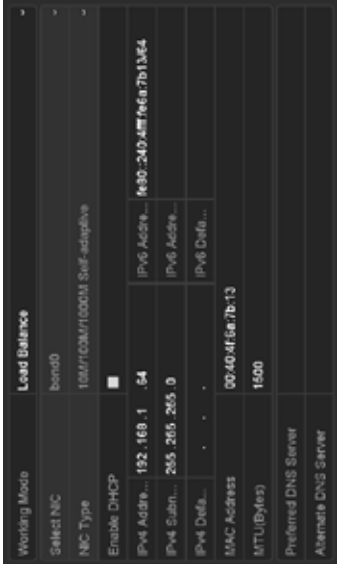 Working Mode Load Balance
Select NIC bond0
NIC Type 10M/100M/1000M Self-adaptive
Enable DHCP
IPv4 Addre... 192 .168 .1 .64 IPv6 Addre... fe80::240:4fff:fe6a:7b13/64
IPv4 Subn... 255 .255 .255 .0 IPv6 Addre...
IPv4 Defa... . . . IPv6 Defa...
MAC Address 00:40:4f:6a:7b:13
MTU(Bytes) 1500
Preferred DNS Server
Alternate DNS Server